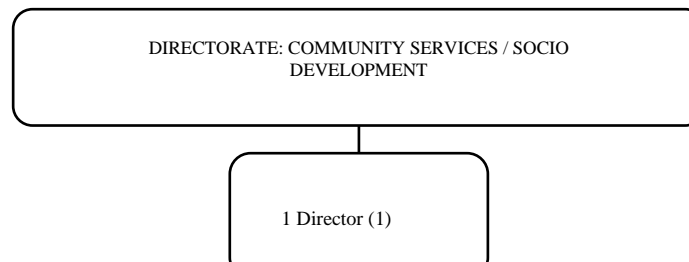 DIRECTORATE: COMMUNITY SERVICES / SOCIO
DEVELOPMENT
1 Director (1)